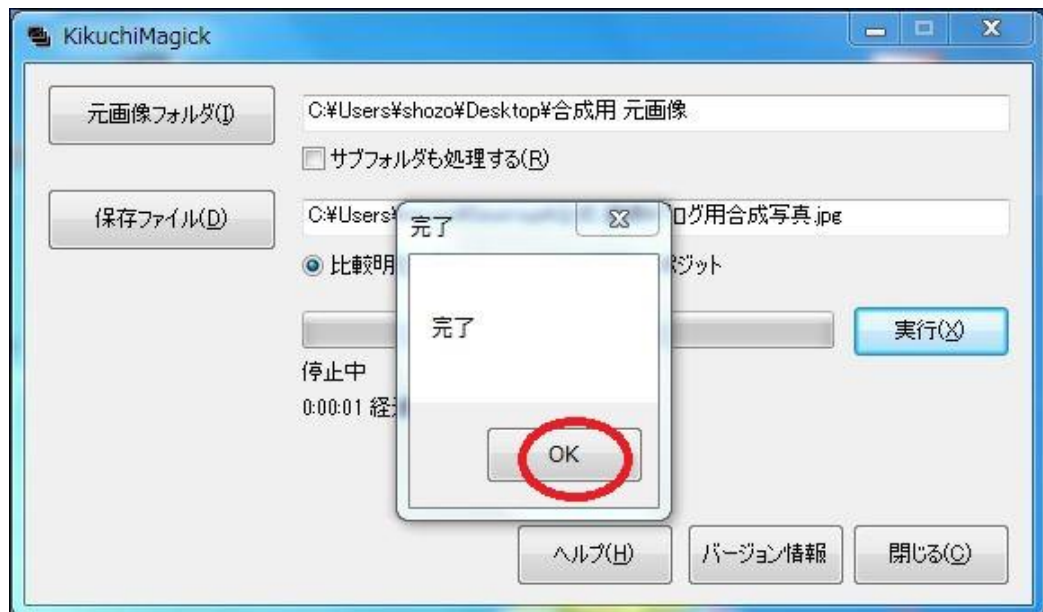 KikuchiMagick
元画像フォルダ(I)
C:¥Users¥shozo¥Desktop¥合成用 元画像
サブフォルダも処理する(R)
保存ファイル(D)
C:¥Users¥
ログ用合成写真.jpg
完了
比較明
ジット
完了
実行(X)
停止中
0:00:01 経
OK
ヘルプ(H)
バージョン情報
閉じる(C)